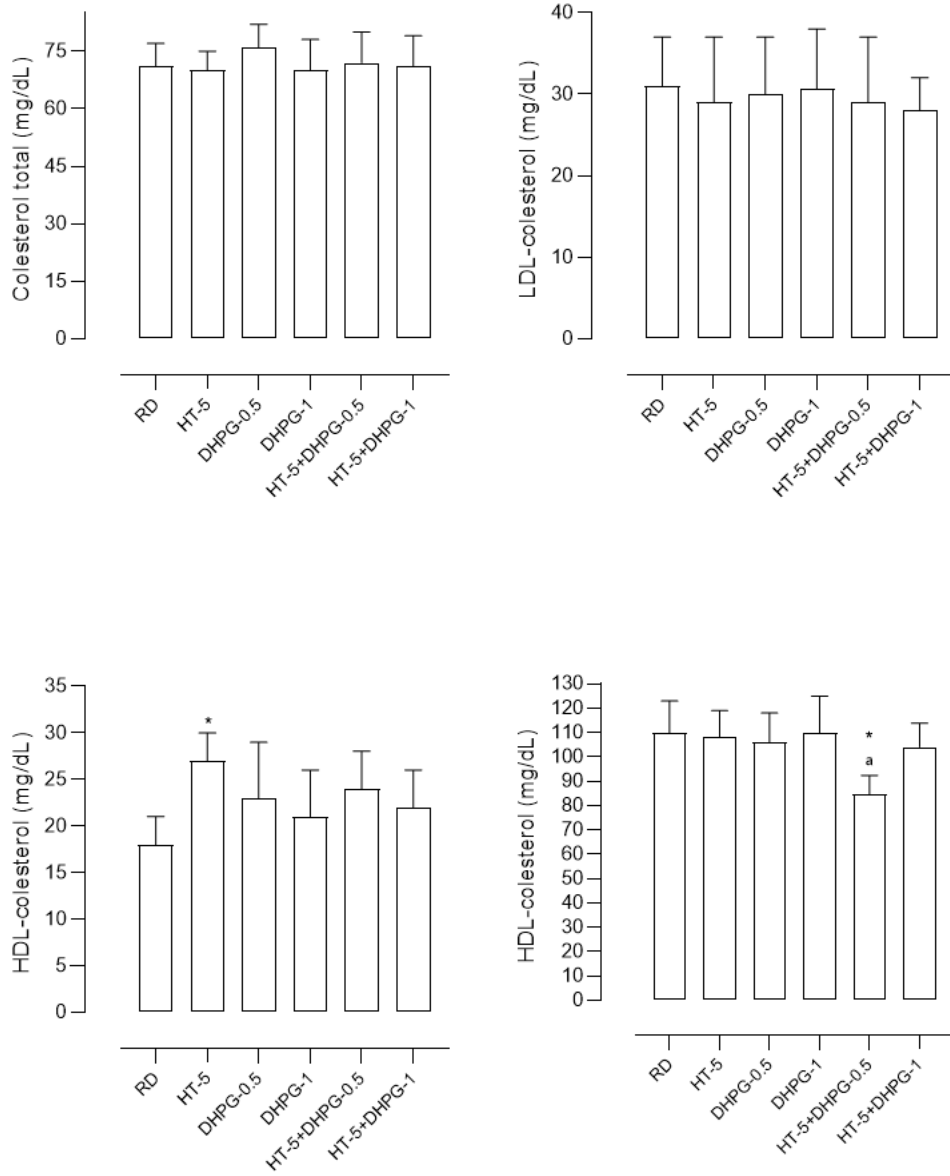 Colesterol total (mg/dL)
75
60
45
30
15
0
RD
HT-5
DHPG-0.5
DHPG-1
HT-5+DHPG-0.5
HT-5+DHPG-1
LDL-colesterol (mg/dL)
40
30
20
10
0
RD
HT-5
DHPG-0.5
DHPG-1
HT-5+DHPG-0.5
HT-5+DHPG-1
HDL-colesterol (mg/dL)
35
30
25
20
15
10
5
0
*
RD
HT-5
DHPG-0.5
DHPG-1
HT-5+DHPG-0.5
HT-5+DHPG-1
HDL-colesterol (mg/dL)
130
120
110
100
90
80
70
60
50
40
30
20
10
0
*
a
RD
HT-5
DHPG-0.5
DHPG-1
HT-5+DHPG-0.5
HT-5+DHPG-1